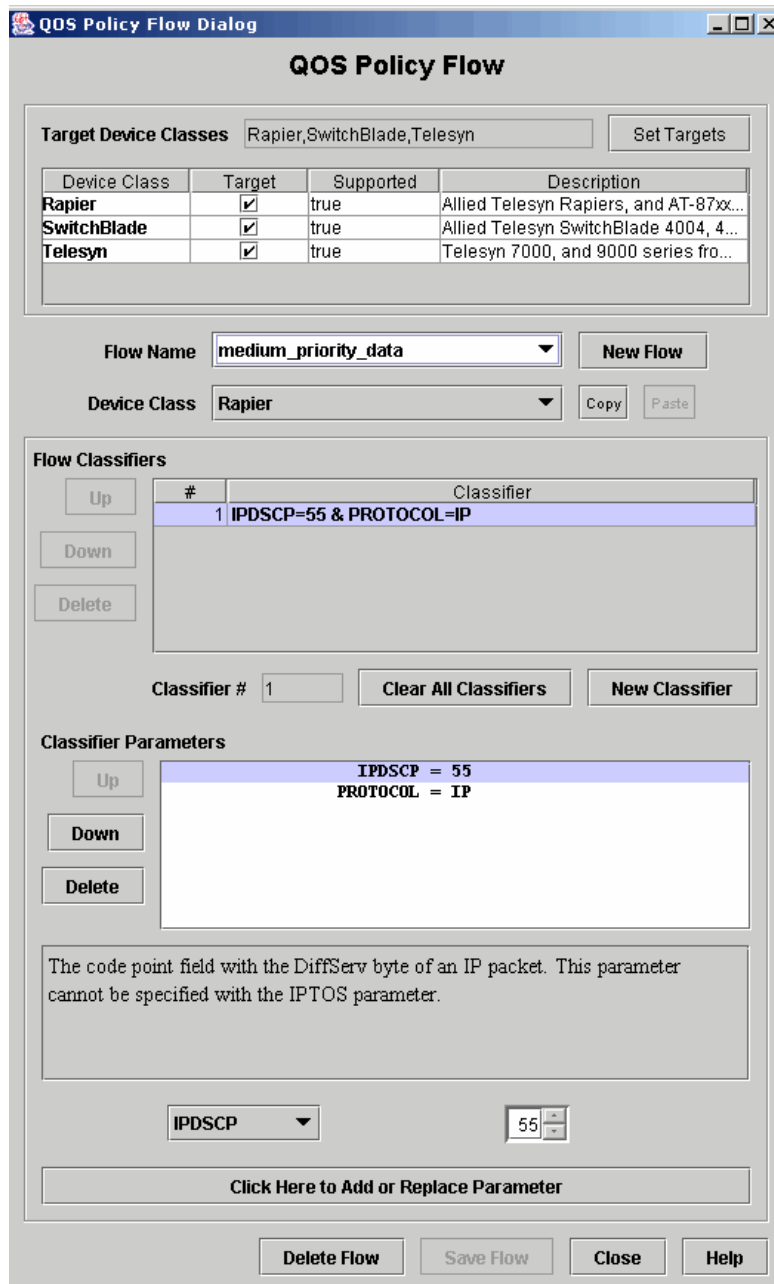 QOS Policy Flow Dialog
QOS Policy Flow
Target Device Classes Rapier,SwitchBlade,Telesyn Set Targets
Device Class Target Supported Description
Rapier true Allied Telesyn Rapiers, and AT-87xx...
SwitchBlade true Allied Telesyn SwitchBlade 4004, 4...
Telesyn true Telesyn 7000, and 9000 series fro...
Flow Name medium_priority_data New Flow
Device Class Rapier Copy Paste
Flow Classifiers
Up
# Classifier
1 IPDSCP=55 & PROTOCOL=IP
Down
Delete
Classifier # 1 Clear All Classifiers New Classifier
Classifier Parameters
Up
IPDSCP = 55
PROTOCOL = IP
Down
Delete
The code point field with the DiffServ byte of an IP packet. This parameter
cannot be specified with the IPTOS parameter.
IPDSCP 55
Click Here to Add or Replace Parameter
Delete Flow Save Flow Close Help